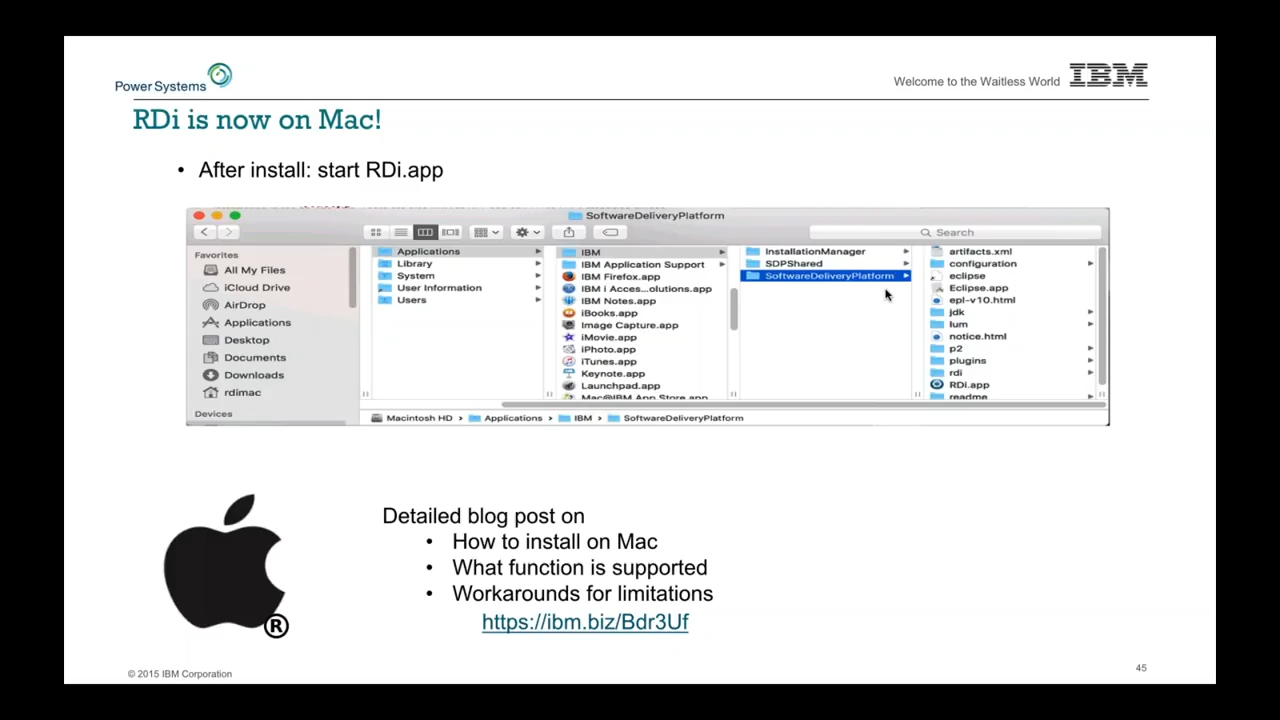 Power Systems
Welcome to the Waitless World IBM
RDi is now on Mac!
• After install: start RDi.app
SoftwareDeliveryPlatform
Search
Favorites
All My Files
iCloud Drive
AirDrop
Applications
Desktop
Documents
Downloads
rdimac
Devices
Applications
Library
System
User Information
Users
IBM
IBM Application Support
IBM Firefox.app
IBM i Acces...olutions.app
IBM Notes.app
iBooks.app
Image Capture.app
iMovie.app
iPhoto.app
iTunes.app
Keynote.app
Launchpad.app
Mac@IBM App Store.app
InstallationManager
SDPShared
SoftwareDeliveryPlatform
artifacts.xml
configuration
eclipse
Eclipse.app
epl-v10.html
jdk
lum
notice.html
p2
plugins
rdi
RDi.app
readme
Macintosh HD › Applications › IBM › SoftwareDeliveryPlatform
®
Detailed blog post on
• How to install on Mac
• What function is supported
• Workarounds for limitations
https://ibm.biz/Bdr3Uf
© 2015 IBM Corporation
45